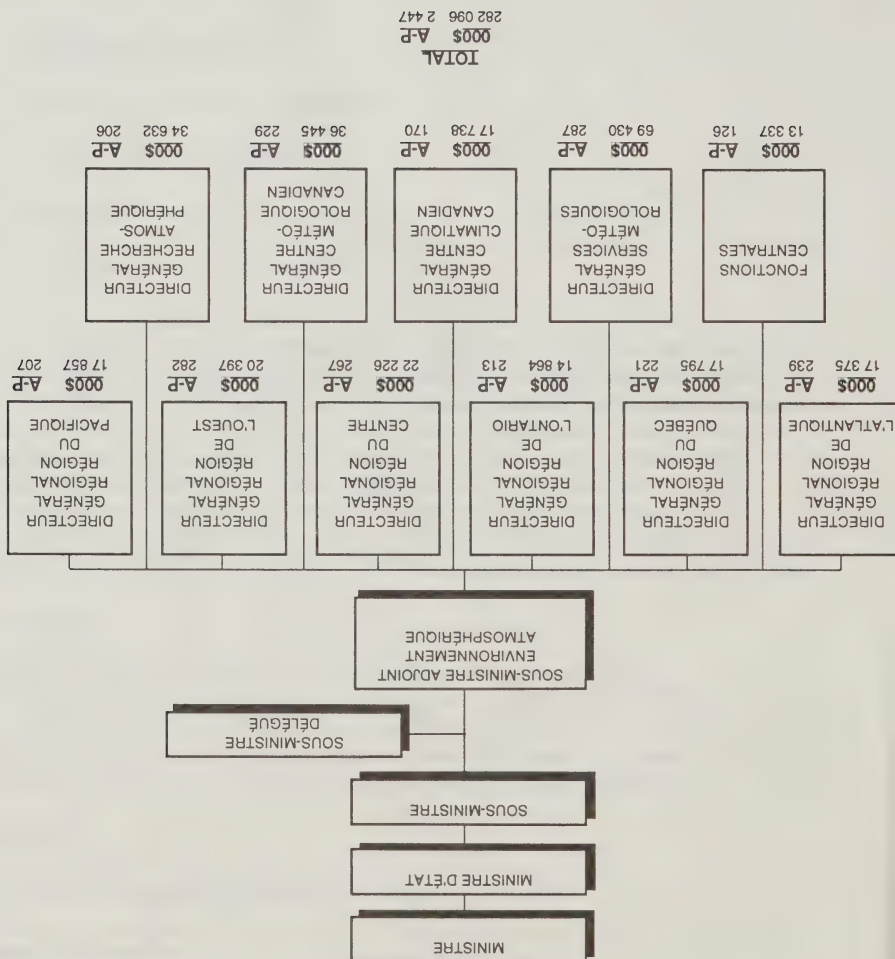 MINISTRE
MINISTRE D'ÉTAT
SOUS-MINISTRE
SOUS-MINISTRE
DÉLÉGUÉ
SOUS-MINISTRE ADJOINT
ENVIRONNEMENT
ATMOSPHÉRIQUE
DIRECTEUR
GÉNÉRAL
RÉGIONAL
RÉGION
DE
L'ATLANTIQUE
000$ A-P
17 375 239
DIRECTEUR
GÉNÉRAL
RÉGIONAL
RÉGION
DU
QUÉBEC
000$ A-P
17 795 221
DIRECTEUR
GÉNÉRAL
RÉGIONAL
RÉGION
DE
L'ONTARIO
000$ A-P
14 864 213
DIRECTEUR
GÉNÉRAL
RÉGIONAL
RÉGION
DU
CENTRE
000$ A-P
22 226 267
DIRECTEUR
GÉNÉRAL
RÉGIONAL
RÉGION
DE
L'OUEST
000$ A-P
20 397 282
DIRECTEUR
GÉNÉRAL
RÉGIONAL
RÉGION
DU
PACIFIQUE
000$ A-P
17 857 207
FONCTIONS
CENTRALES
000$ A-P
13 337 126
DIRECTEUR
GÉNÉRAL
SERVICES
MÉTÉO-
ROLOGIQUES
000$ A-P
69 430 287
DIRECTEUR
GÉNÉRAL
CENTRE
CLIMATIQUE
CANADIEN
000$ A-P
17 738 170
DIRECTEUR
GÉNÉRAL
CENTRE
MÉTÉO-
ROLOGIQUE
CANADIEN
000$ A-P
36 445 229
DIRECTEUR
GÉNÉRAL
RECHERCHE
ATMOS-
PHÉRIQUE
000$ A-P
34 632 206
TOTAL
000$ A-P
282 096 2 447